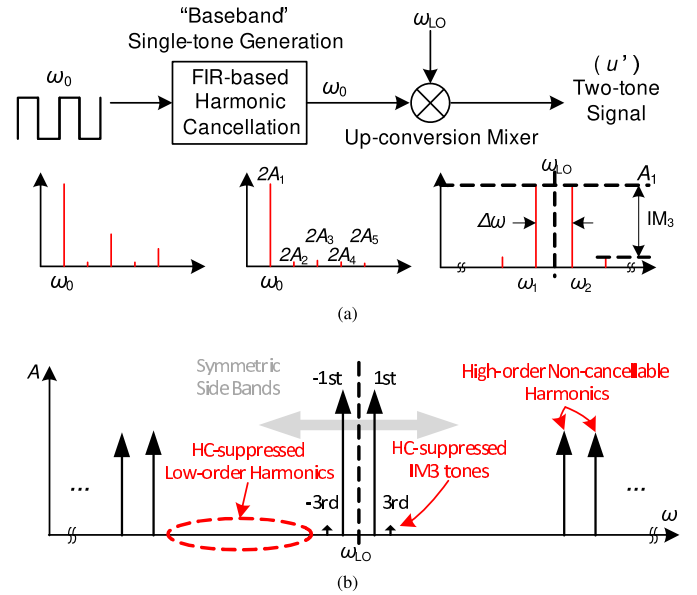 “Baseband”
Single-tone Generation
ω0
FIR-based
Harmonic
Cancellation
ω0
ωLO
Up-conversion Mixer
(u’)
Two-tone
Signal
ω0
2A1
2A2
2A3
2A4
2A5
ω0
ωLO
A1
Δω
IM3
ω1
ω2
(a)
A
Symmetric
Side Bands
-1st
1st
High-order Non-cancellable
Harmonics
HC-suppressed
Low-order Harmonics
HC-suppressed
IM3 tones
...
-3rd
3rd
...
ωLO
ω
(b)